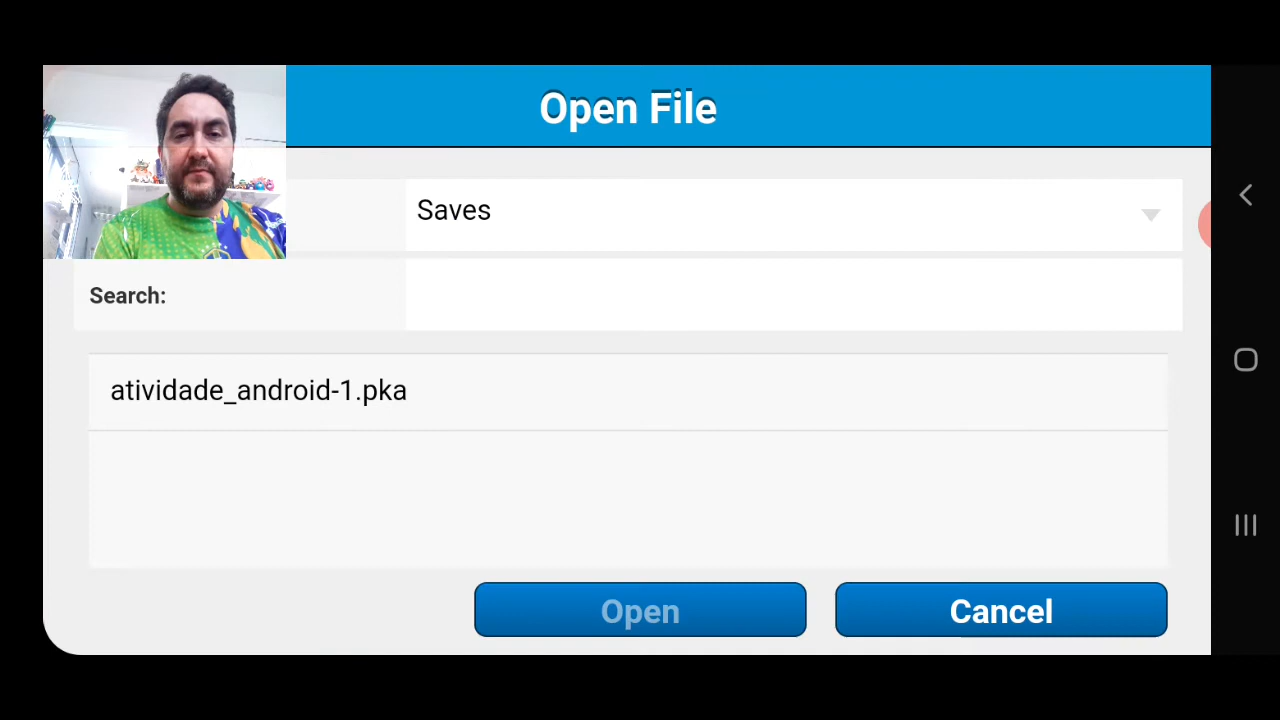 Open File
Saves
Search:
atividade_android-1.pka
Open
Cancel